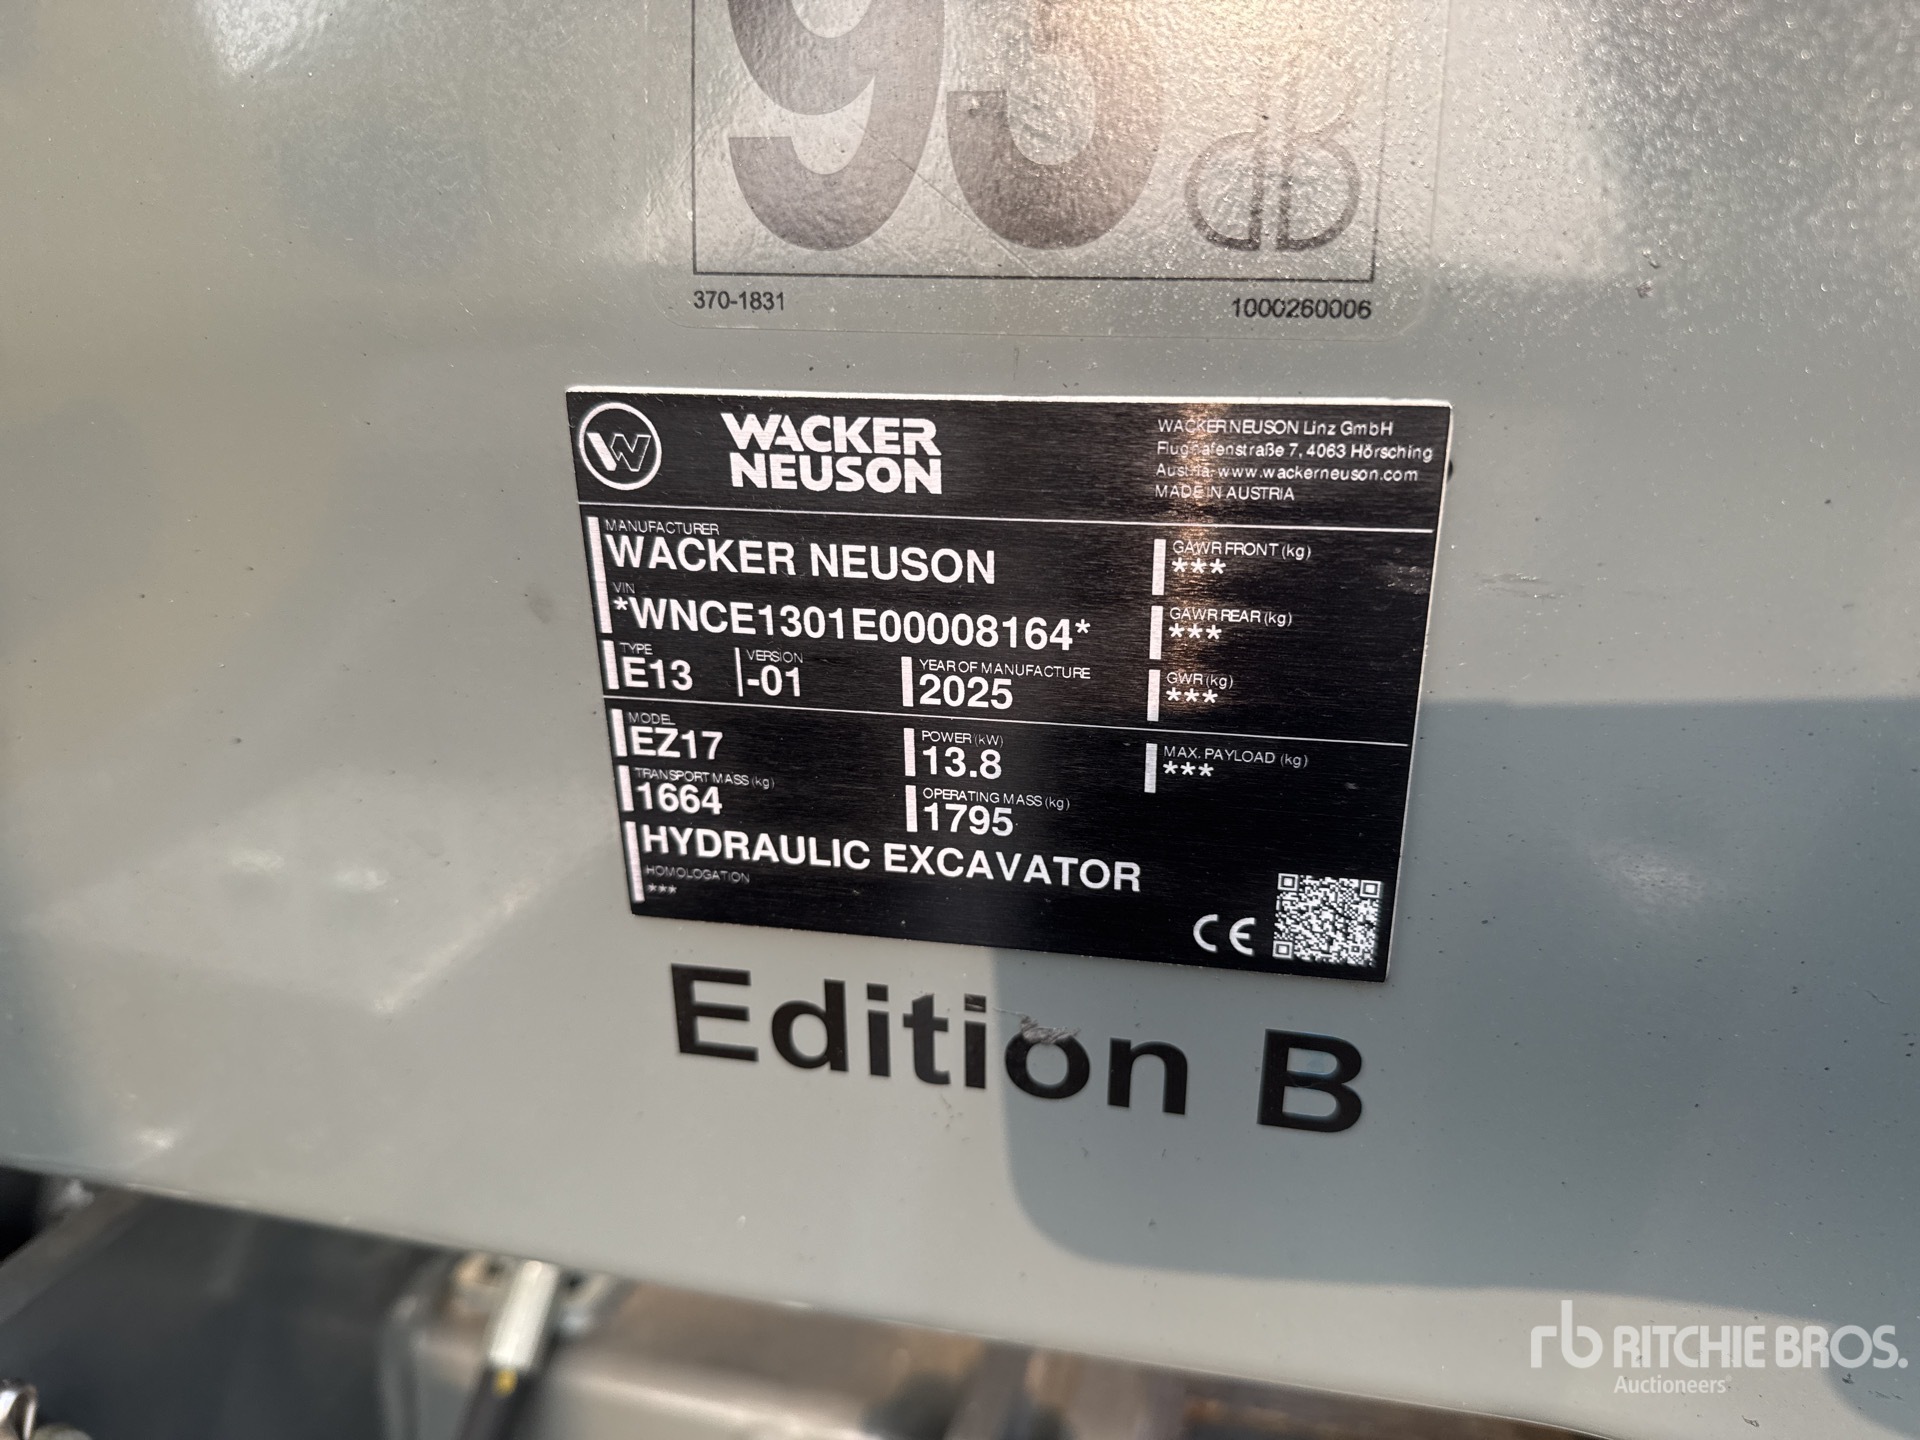 93 dB
370-1831 1000260006
W WACKER NEUSON
WACKER NEUSON Linz GmbH
Flughafenstraße 7, 4063 Hörsching
Austria www.wackerneuson.com
MADE IN AUSTRIA
MANUFACTURER
WACKER NEUSON
VIN
*WNCE1301E00008164*
TYPE
E13
VERSION
-01
YEAR OF MANUFACTURE
2025
GAWR FRONT (kg)
***
GAWR REAR (kg)
***
GWR (kg)
***
MODEL
EZ17
POWER (kW)
13.8
MAX. PAYLOAD (kg)
***
TRANSPORT MASS (kg)
1664
OPERATING MASS (kg)
1795
HYDRAULIC EXCAVATOR
HOMOLOGATION
***
CE
Edition B
rb RITCHIE BROS.
Auctioneers